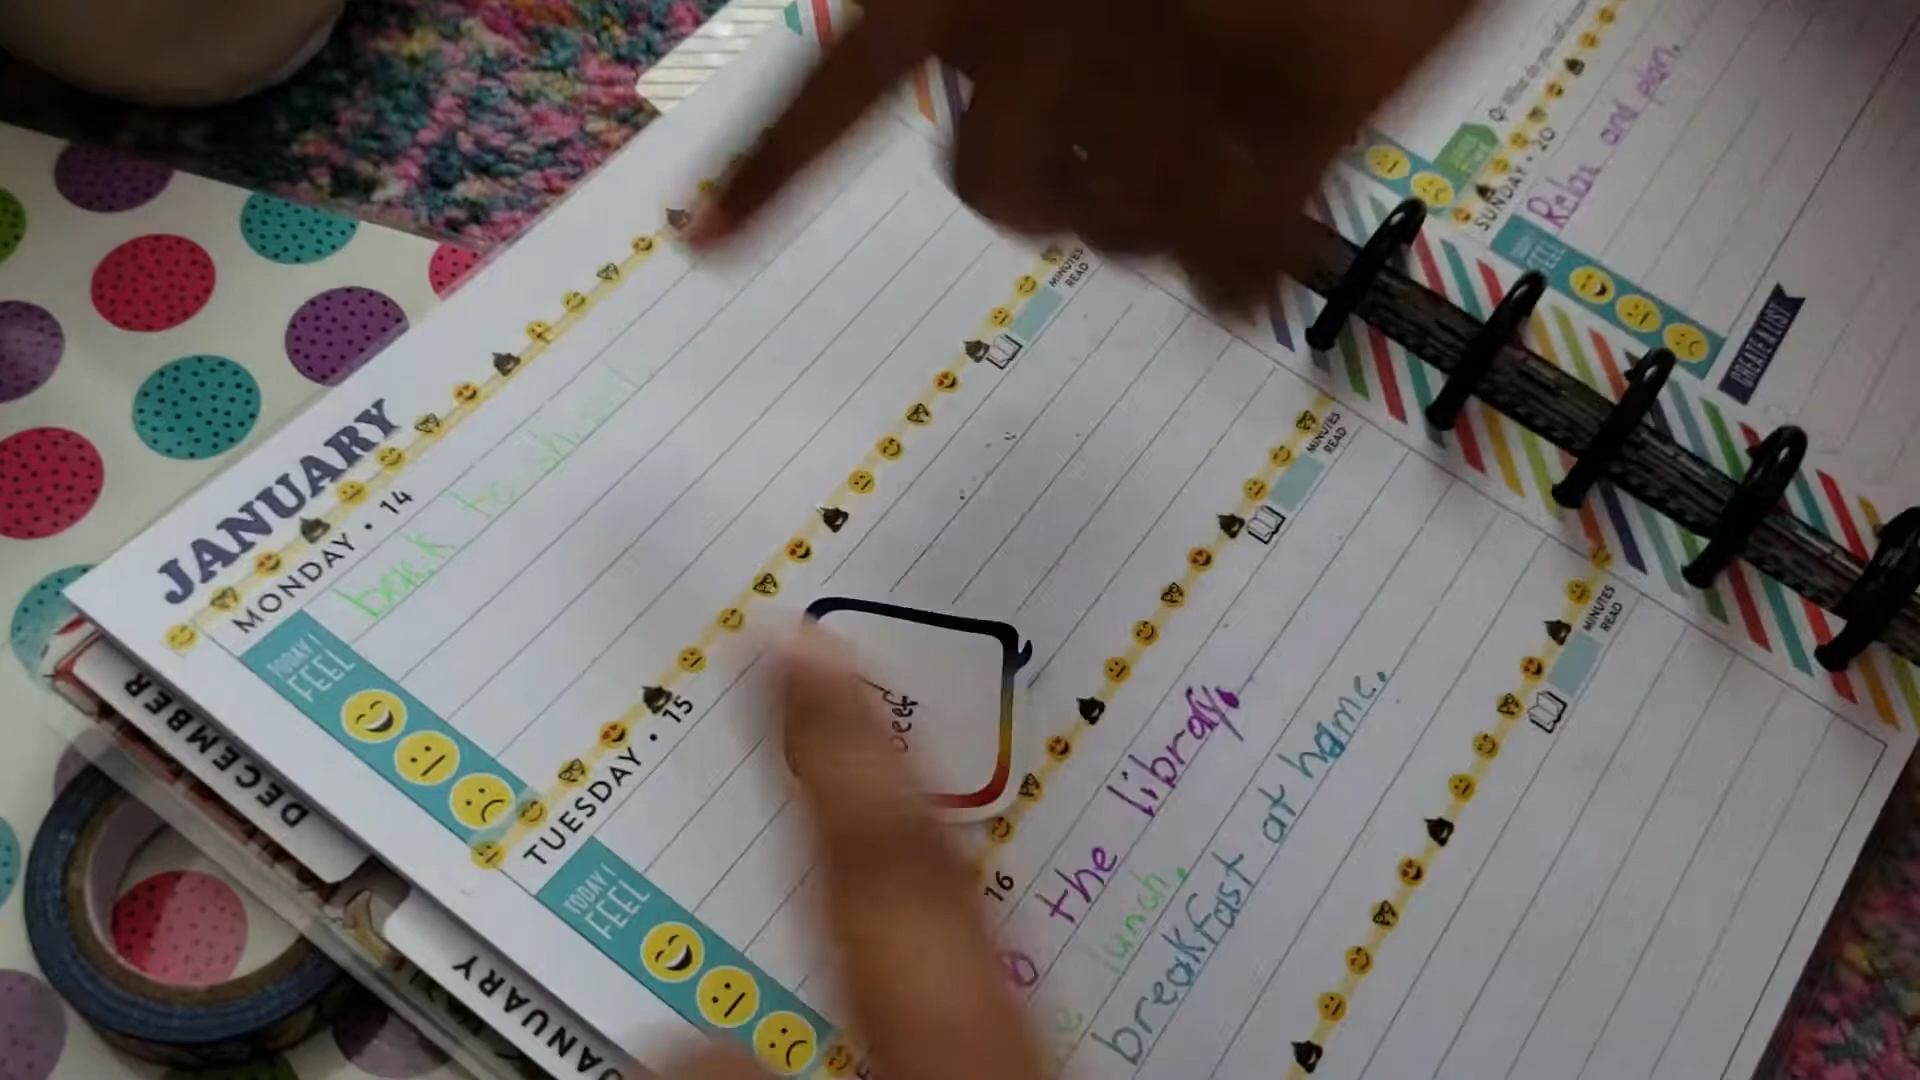 JANUARY
MONDAY • 14
back to
TODAY I
FEEL
MINUTES
READ
TUESDAY • 15
TODAY I
FEEL
beef
MINUTES
READ
16
the library.
lunch.
breakfast at home.
MINUTES
READ
SUNDAY • 20
Relax and plan.
TODAY I
FEEL
CREATE A LIST
DECEMBER
JANUARY